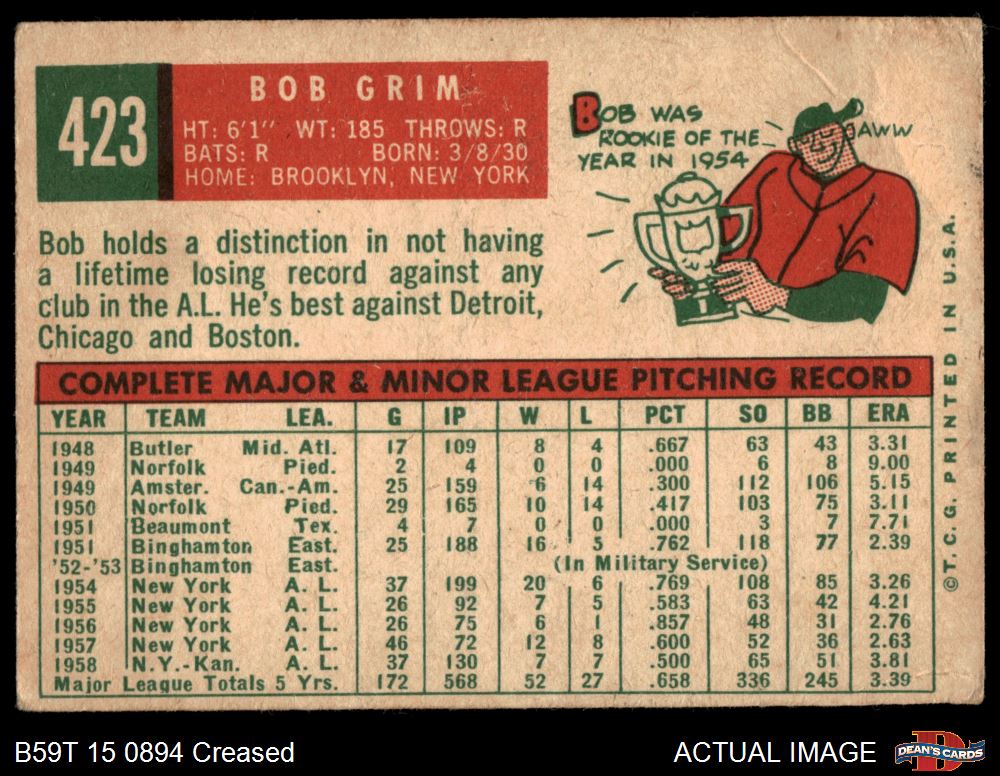 423
BOB GRIM
HT: 6'1" WT: 185 THROWS: R
BATS: R BORN: 3/8/30
HOME: BROOKLYN, NEW YORK
BOB WAS
ROOKIE OF THE
YEAR IN 1954
AWW
Bob holds a distinction in not having
a lifetime losing record against any
club in the A.L. He's best against Detroit,
Chicago and Boston.
COMPLETE MAJOR & MINOR LEAGUE PITCHING RECORD
YEAR TEAM LEA. G IP W L PCT SO BB ERA
1948 Butler Mid. Atl. 17 109 8 4 .667 63 43 3.31
1949 Norfolk Pied. 2 4 0 0 .000 6 8 9.00
1949 Amster. Can.-Am. 25 159 6 14 .300 112 106 5.15
1950 Norfolk Pied. 29 165 10 14 .417 103 75 3.11
1951 Beaumont Tex. 4 7 0 0 .000 3 7 7.71
1951 Binghamton East. 25 188 16 5 .762 118 77 2.39
'52-'53 Binghamton East. (In Military Service)
1954 New York A. L. 37 199 20 6 .769 108 85 3.26
1955 New York A. L. 26 92 7 5 .583 63 42 4.21
1956 New York A. L. 26 75 6 1 .857 48 31 2.76
1957 New York A. L. 46 72 12 8 .600 52 36 2.63
1958 N.Y.-Kan. A. L. 37 130 7 7 .500 65 51 3.81
Major League Totals 5 Yrs. 172 568 52 27 .658 336 245 3.39
©T. C. G. PRINTED IN U.S.A.
B59T 15 0894 Creased
ACTUAL IMAGE
D
DEAN'S CARDS